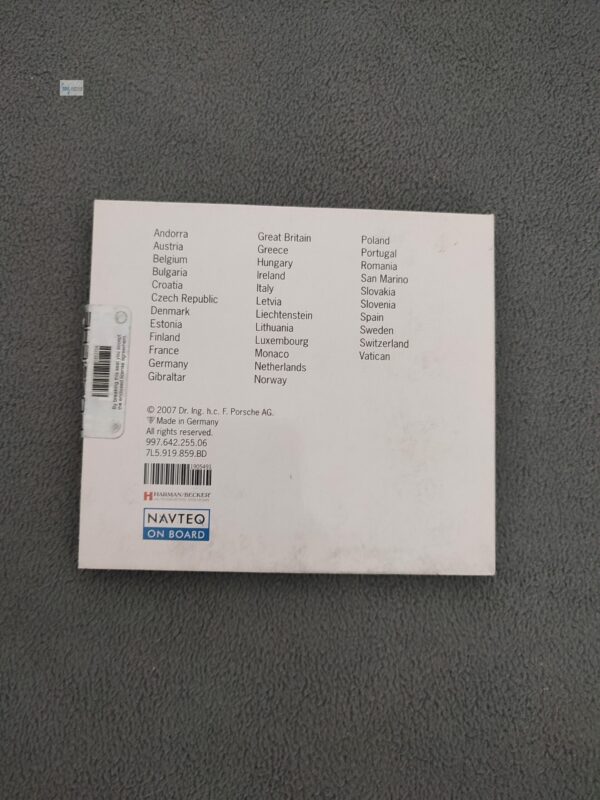 Andorra
Austria
Belgium
Bulgaria
Croatia
Czech Republic
Denmark
Estonia
Finland
France
Germany
Gibraltar
Great Britain
Greece
Hungary
Ireland
Italy
Letvia
Liechtenstein
Lithuania
Luxembourg
Monaco
Netherlands
Norway
Poland
Portugal
Romania
San Marino
Slovakia
Slovenia
Spain
Sweden
Switzerland
Vatican
© 2007 Dr. Ing. h.c. F. Porsche AG.
Made in Germany
All rights reserved.
997.642.255.06
7L5.919.859.BD
HARMAN/BECKER
NAVTEQ
ON BOARD